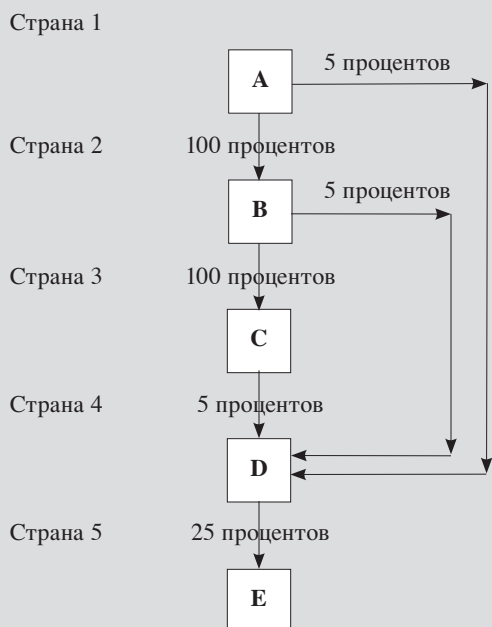 Страна 1
5 процентов
A
Страна 2 100 процентов
5 процентов
B
Страна 3 100 процентов
C
Страна 4 5 процентов
D
Страна 5 25 процентов
E